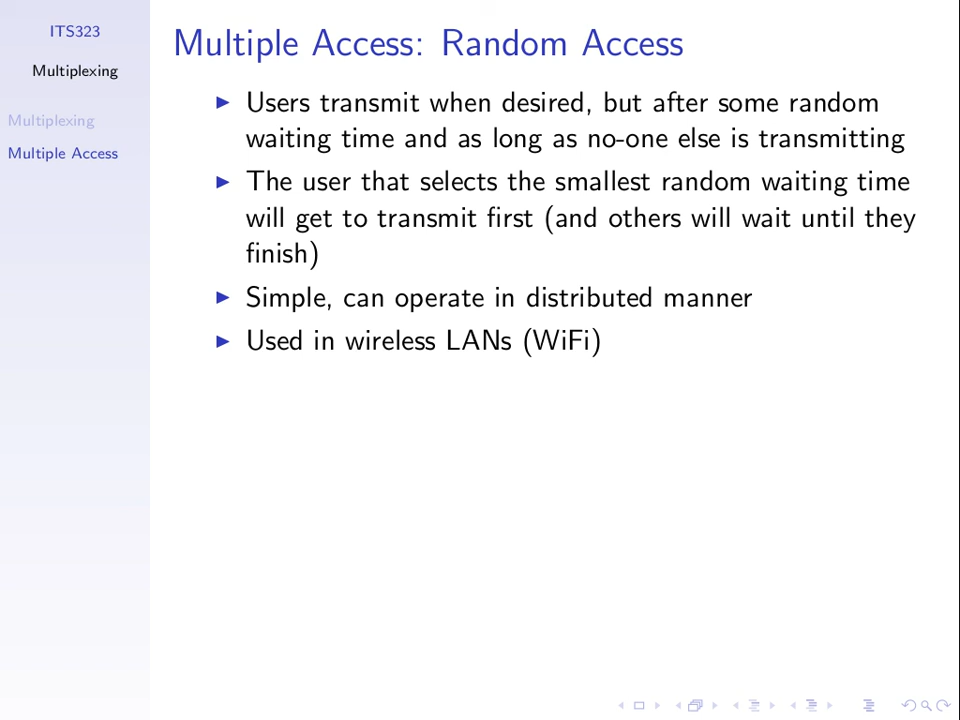 ITS323
Multiplexing
Multiplexing
Multiple Access
Multiple Access: Random Access
Users transmit when desired, but after some random
waiting time and as long as no-one else is transmitting
The user that selects the smallest random waiting time
will get to transmit first (and others will wait until they
finish)
Simple, can operate in distributed manner
Used in wireless LANs (WiFi)